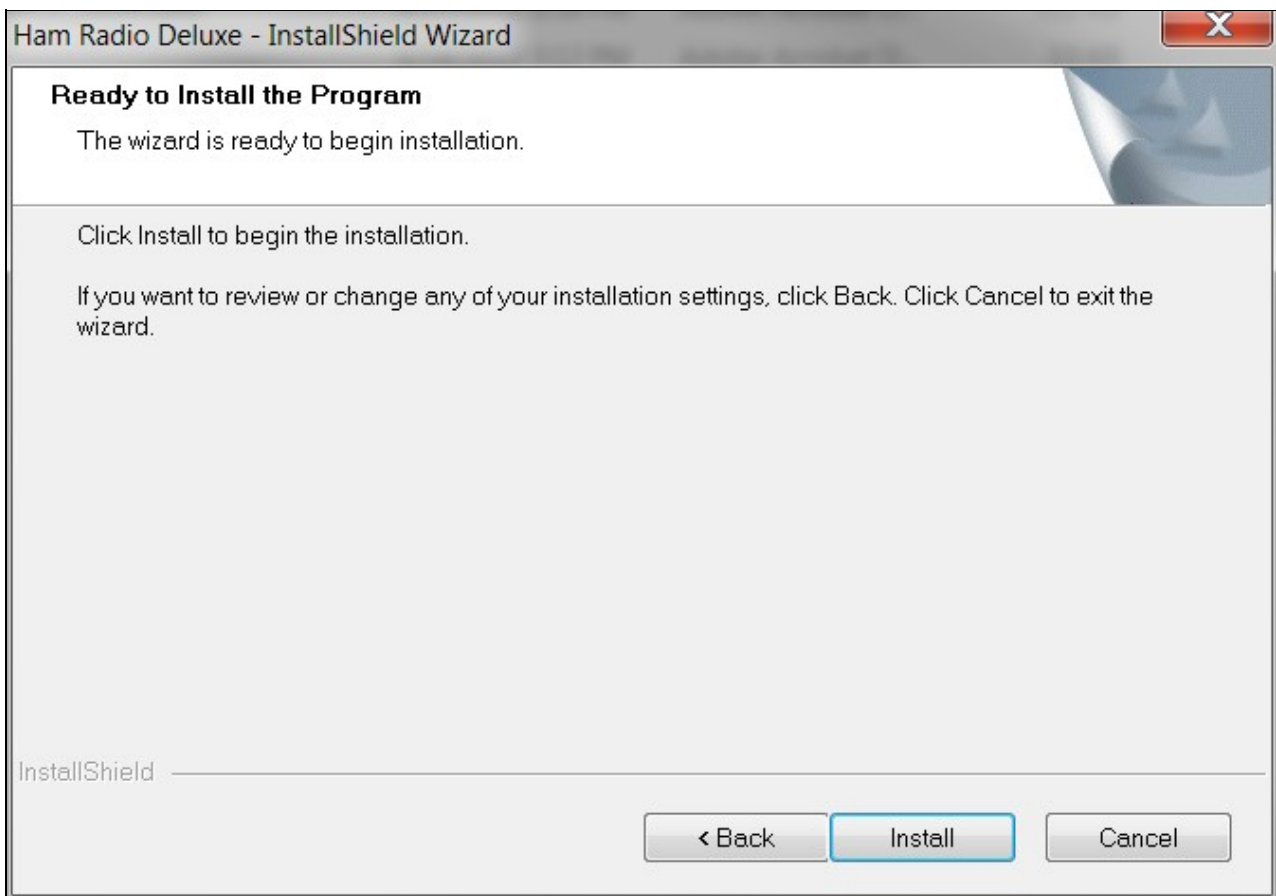 Ham Radio Deluxe - InstallShield Wizard
Ready to Install the Program
The wizard is ready to begin installation.
Click Install to begin the installation.
If you want to review or change any of your installation settings, click Back. Click Cancel to exit the
wizard.
InstallShield
< Back Install Cancel